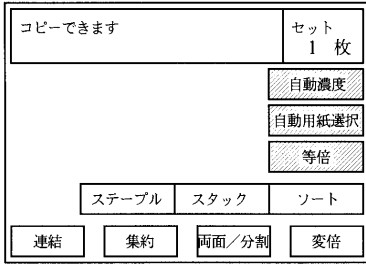 コピーできます
セット
1 枚
自動濃度
自動用紙選択
等倍
ステープル スタック ソート
連結 集約 両面／分割 変倍